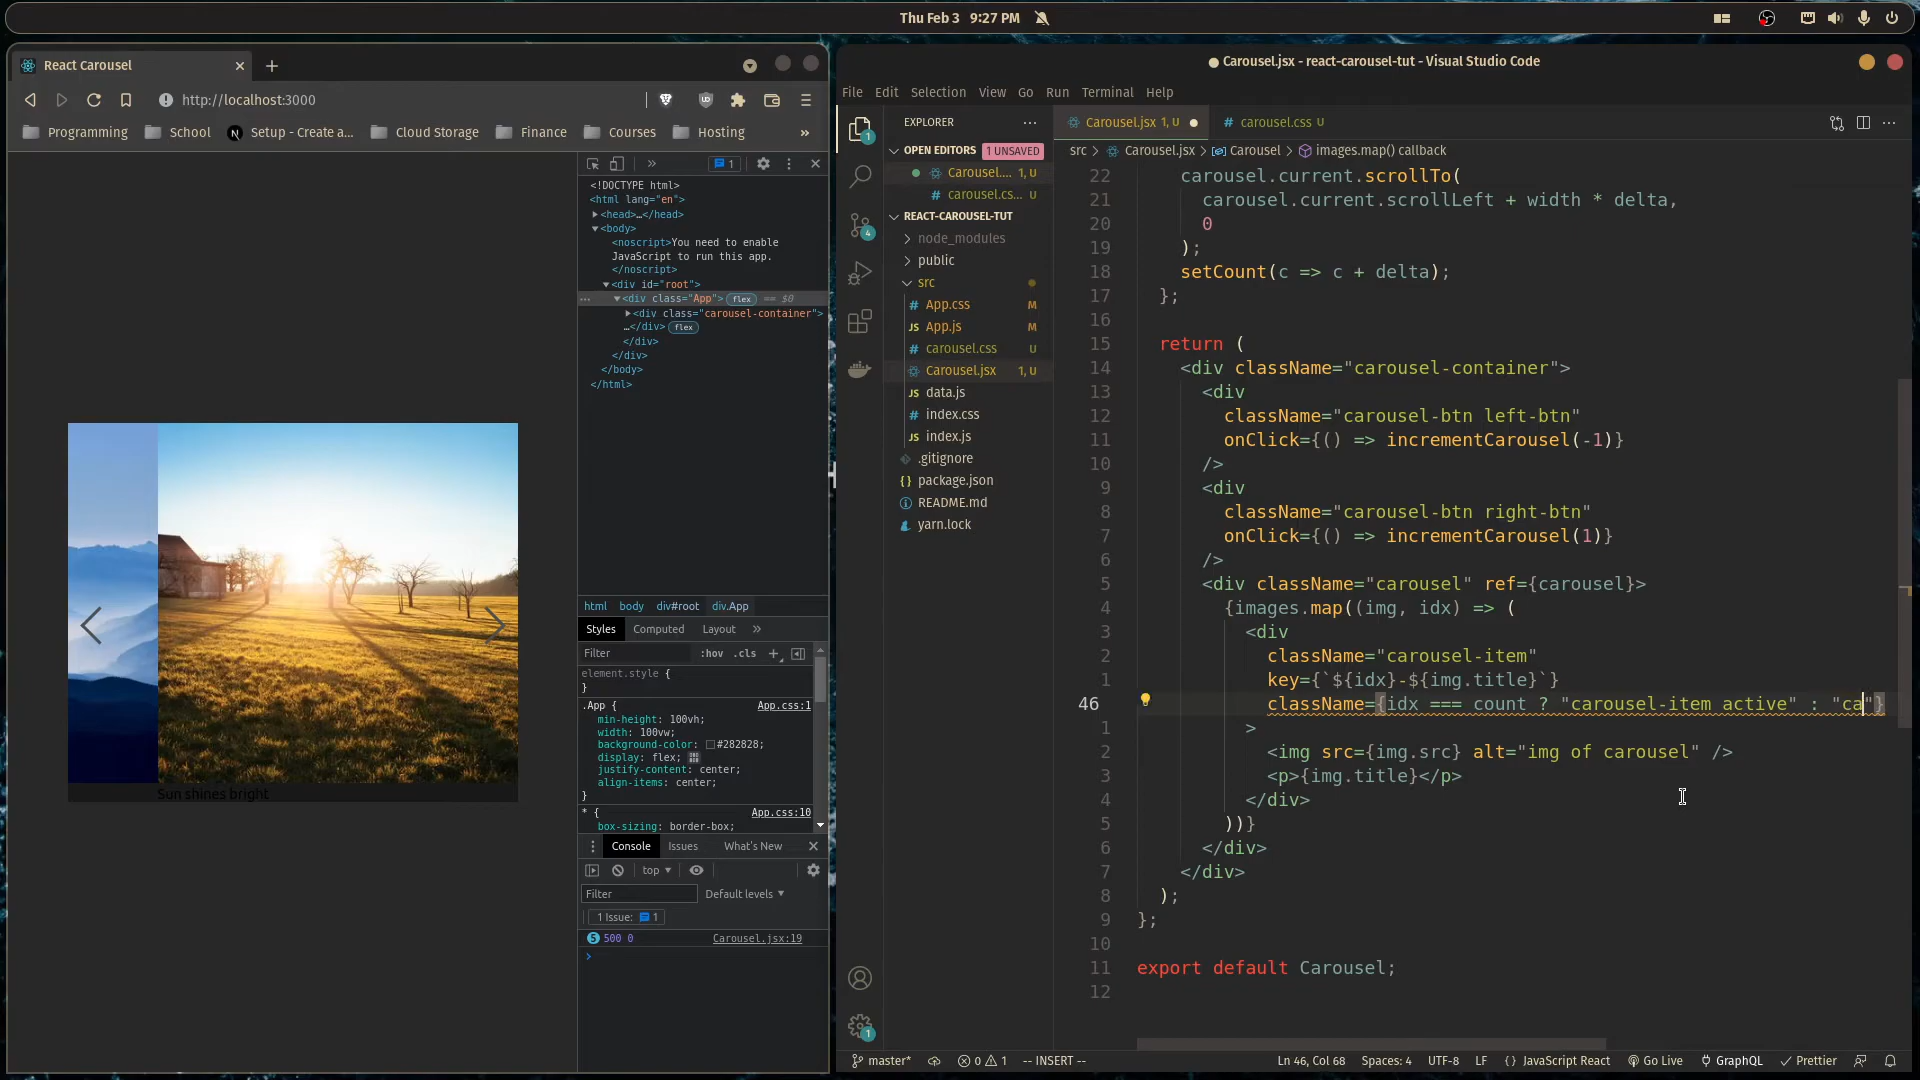 Thu Feb 3 9:27 PM
React Carousel
http://localhost:3000
Programming
School
Setup - Create a...
Cloud Storage
Finance
Courses
Hosting
»
<!DOCTYPE html>
<html lang="en">
<head>…</head>
<body>
<noscript>You need to enable
JavaScript to run this app.
</noscript>
<div id="root">
<div class="App"> flex == $0
<div class="carousel-container">
…</div> flex
</div>
</div>
</body>
</html>
Sun shines bright
html body div#root div.App
Styles Computed Layout »
Filter :hov .cls +
element.style {
}
.App { App.css:1
min-height: 100vh;
width: 100vw;
background-color: #282828;
display: flex;
justify-content: center;
align-items: center;
}
* { App.css:10
box-sizing: border-box;
Console Issues What's New
top
Filter Default levels
1 Issue: 1
5 500 0 Carousel.jsx:19
Carousel.jsx - react-carousel-tut - Visual Studio Code
File Edit Selection View Go Run Terminal Help
EXPLORER
OPEN EDITORS 1 UNSAVED
Carousel.... 1, U
# carousel.cs... U
REACT-CAROUSEL-TUT
node_modules
public
src
# App.css M
JS App.js M
# carousel.css U
Carousel.jsx 1, U
JS data.js
# index.css
JS index.js
.gitignore
{} package.json
README.md
yarn.lock
Carousel.jsx 1, U
# carousel.css U
src > Carousel.jsx > Carousel > images.map() callback
22 carousel.current.scrollTo(
21 carousel.current.scrollLeft + width * delta,
20 0
19 );
18 setCount(c => c + delta);
17 };
16
15 return (
14 <div className="carousel-container">
13 <div
12 className="carousel-btn left-btn"
11 onClick={() => incrementCarousel(-1)}
10 />
9 <div
8 className="carousel-btn right-btn"
7 onClick={() => incrementCarousel(1)}
6 />
5 <div className="carousel" ref={carousel}>
4 {images.map((img, idx) => (
3 <div
2 className="carousel-item"
1 key={`${idx}-${img.title}`}
46 className={idx === count ? "carousel-item active" : "ca"}
1 >
2 <img src={img.src} alt="img of carousel" />
3 <p>{img.title}</p>
4 </div>
5 ))}
6 </div>
7 </div>
8 );
9 };
10
11 export default Carousel;
12
master* 0 1 -- INSERT -- Ln 46, Col 68 Spaces: 4 UTF-8 LF {} JavaScript React Go Live GraphQL Prettier